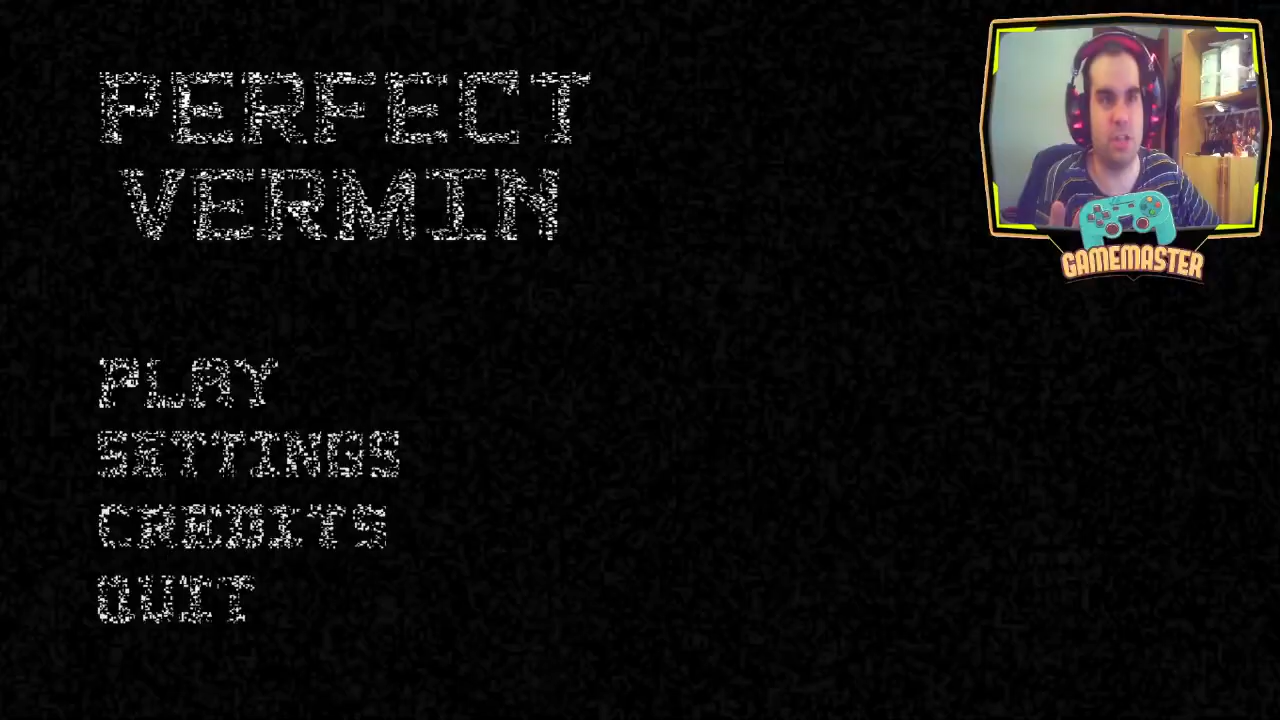 PERFECT
VERMIN
PLAY
SETTINGS
CREDITS
QUIT
GAMEMASTER